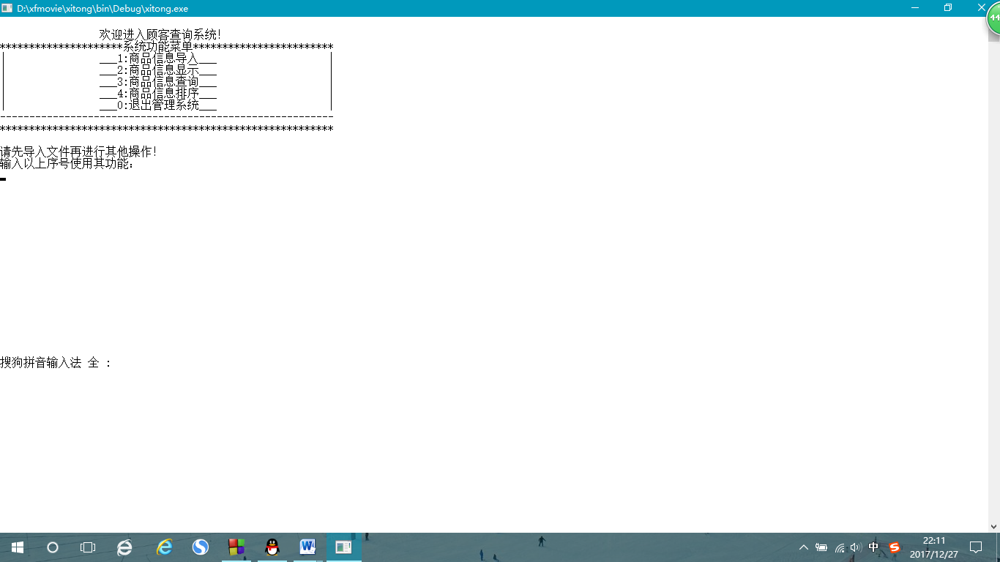 D:\xfmovie\xitong\bin\Debug\xitong.exe
44
欢迎进入顾客查询系统!
*********************系统功能菜单************************
|                ___1:商品信息导入___                   |
|                ___2:商品信息显示___                   |
|                ___3:商品信息查询___                   |
|                ___4:商品信息排序___                   |
|                ___0:退出管理系统___                   |
---------------------------------------------------------
*********************************************************
请先导入文件再进行其他操作!
输入以上序号使用其功能:
搜狗拼音输入法 全 :
中
22:11
2017/12/27